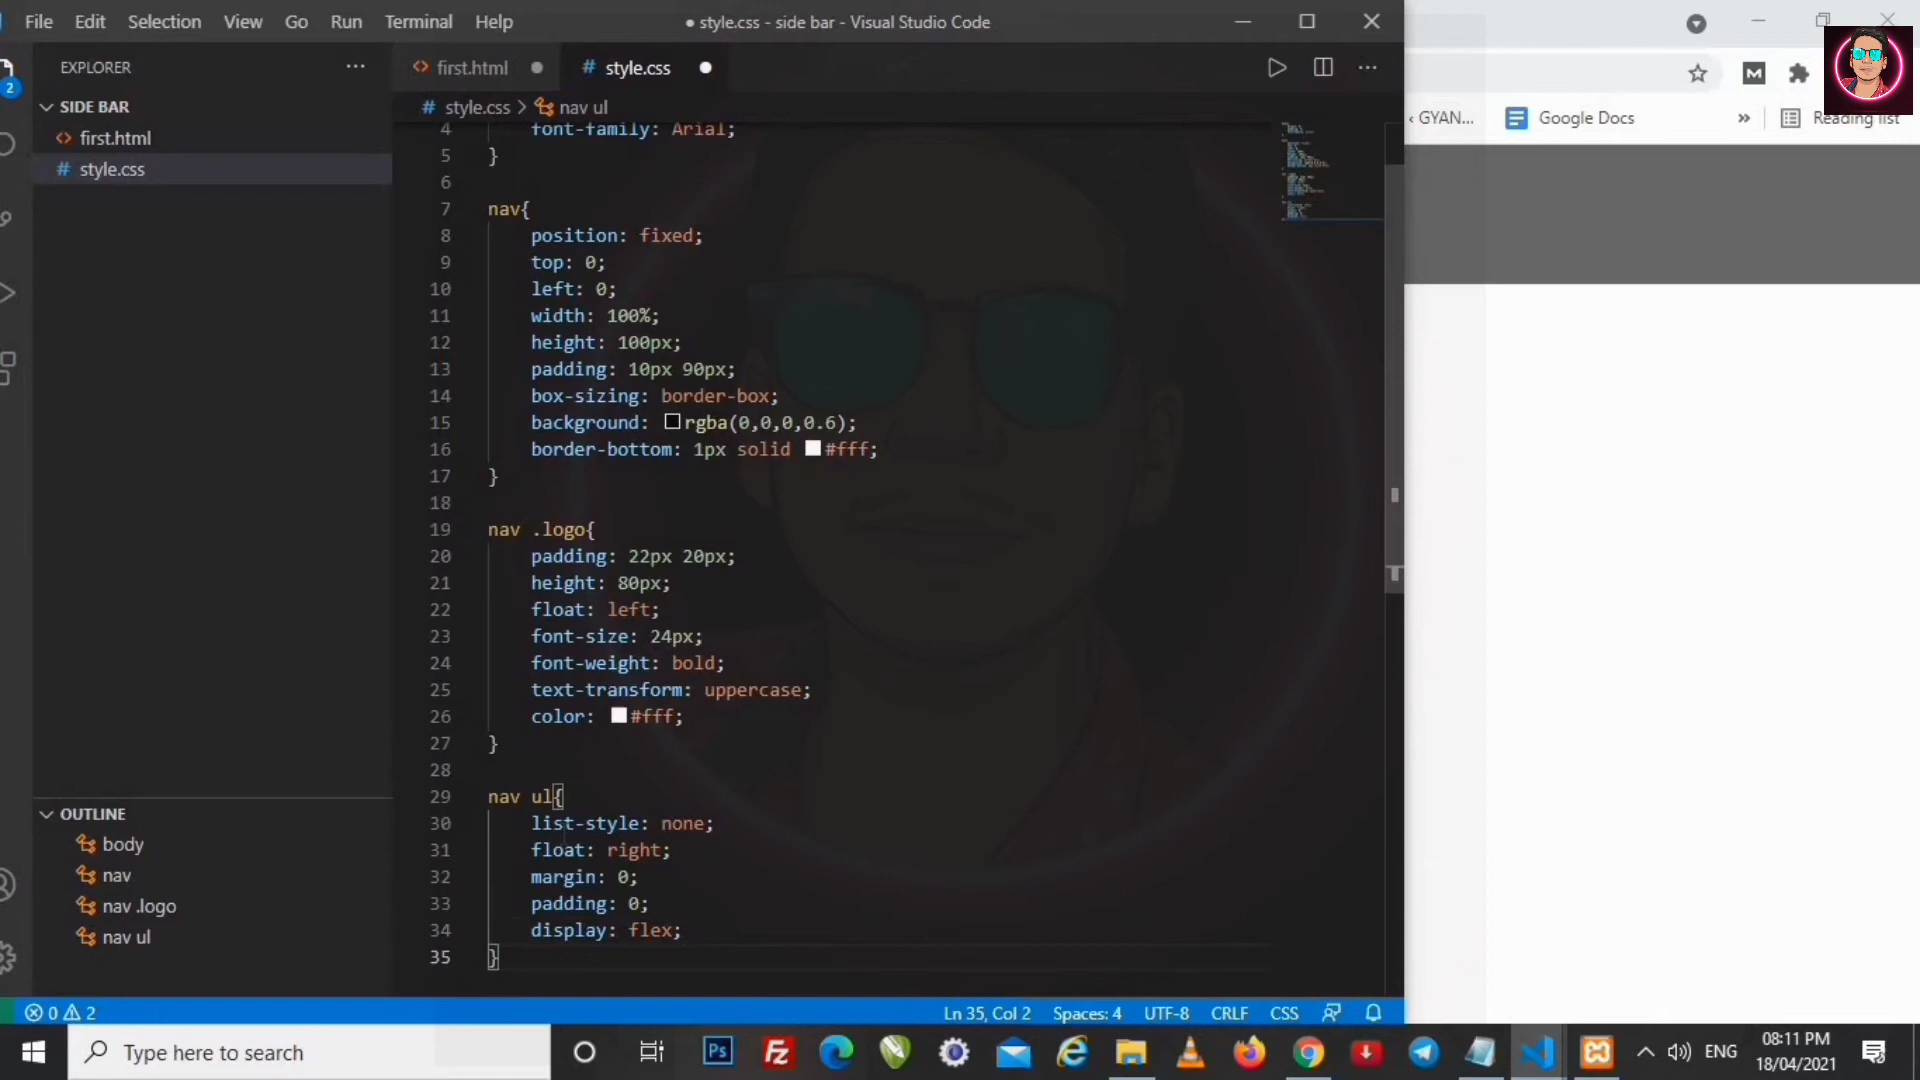 File Edit Selection View Go Run Terminal Help
● style.css - side bar - Visual Studio Code
EXPLORER ···
<> first.html ●
# style.css ●
2
SIDE BAR
<> first.html
# style.css
# style.css > nav ul
4 font-family: Arial;
5 }
6
7 nav{
8 position: fixed;
9 top: 0;
10 left: 0;
11 width: 100%;
12 height: 100px;
13 padding: 10px 90px;
14 box-sizing: border-box;
15 background: rgba(0,0,0,0.6);
16 border-bottom: 1px solid #fff;
17 }
18
19 nav .logo{
20 padding: 22px 20px;
21 height: 80px;
22 float: left;
23 font-size: 24px;
24 font-weight: bold;
25 text-transform: uppercase;
26 color: #fff;
27 }
28
29 nav ul{
30 list-style: none;
31 float: right;
32 margin: 0;
33 padding: 0;
34 display: flex;
35 }
OUTLINE
body
nav
nav .logo
nav ul
M
‹ GYAN... Google Docs » Reading list
0 2
Ln 35, Col 2 Spaces: 4 UTF-8 CRLF CSS
Type here to search
Ps
Fz
ENG
08:11 PM
18/04/2021